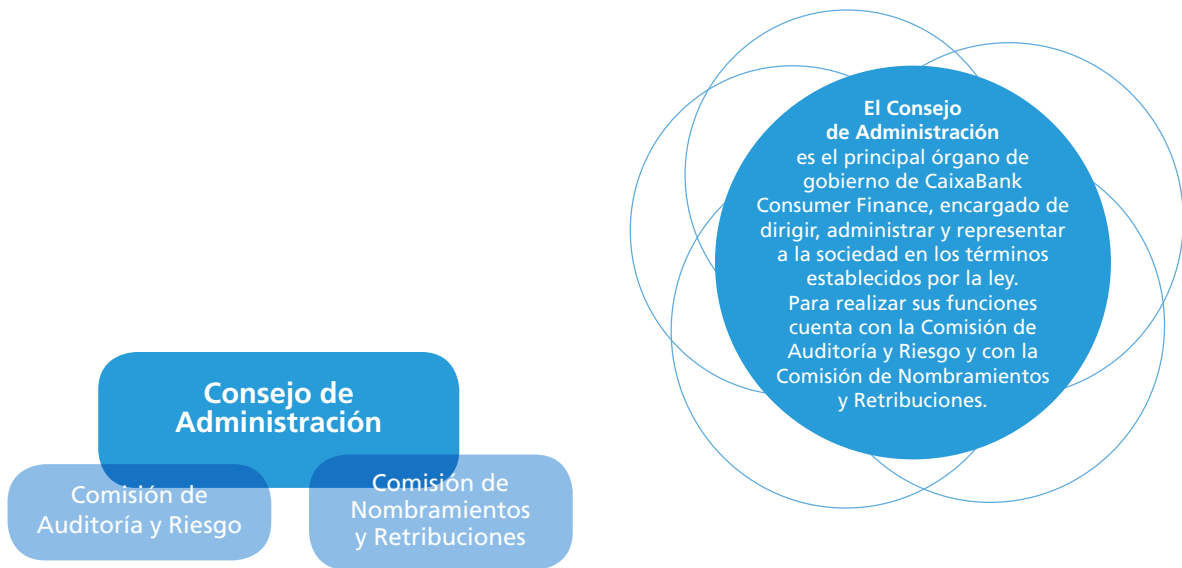 El Consejo
de Administración
es el principal órgano de
gobierno de CaixaBank
Consumer Finance, encargado de
dirigir, administrar y representar
a la sociedad en los términos
establecidos por la ley.
Para realizar sus funciones
cuenta con la Comisión de
Auditoría y Riesgo y con la
Comisión de Nombramientos
y Retribuciones.
Consejo de
Administración
Comisión de
Auditoría y Riesgo
Comisión de
Nombramientos
y Retribuciones